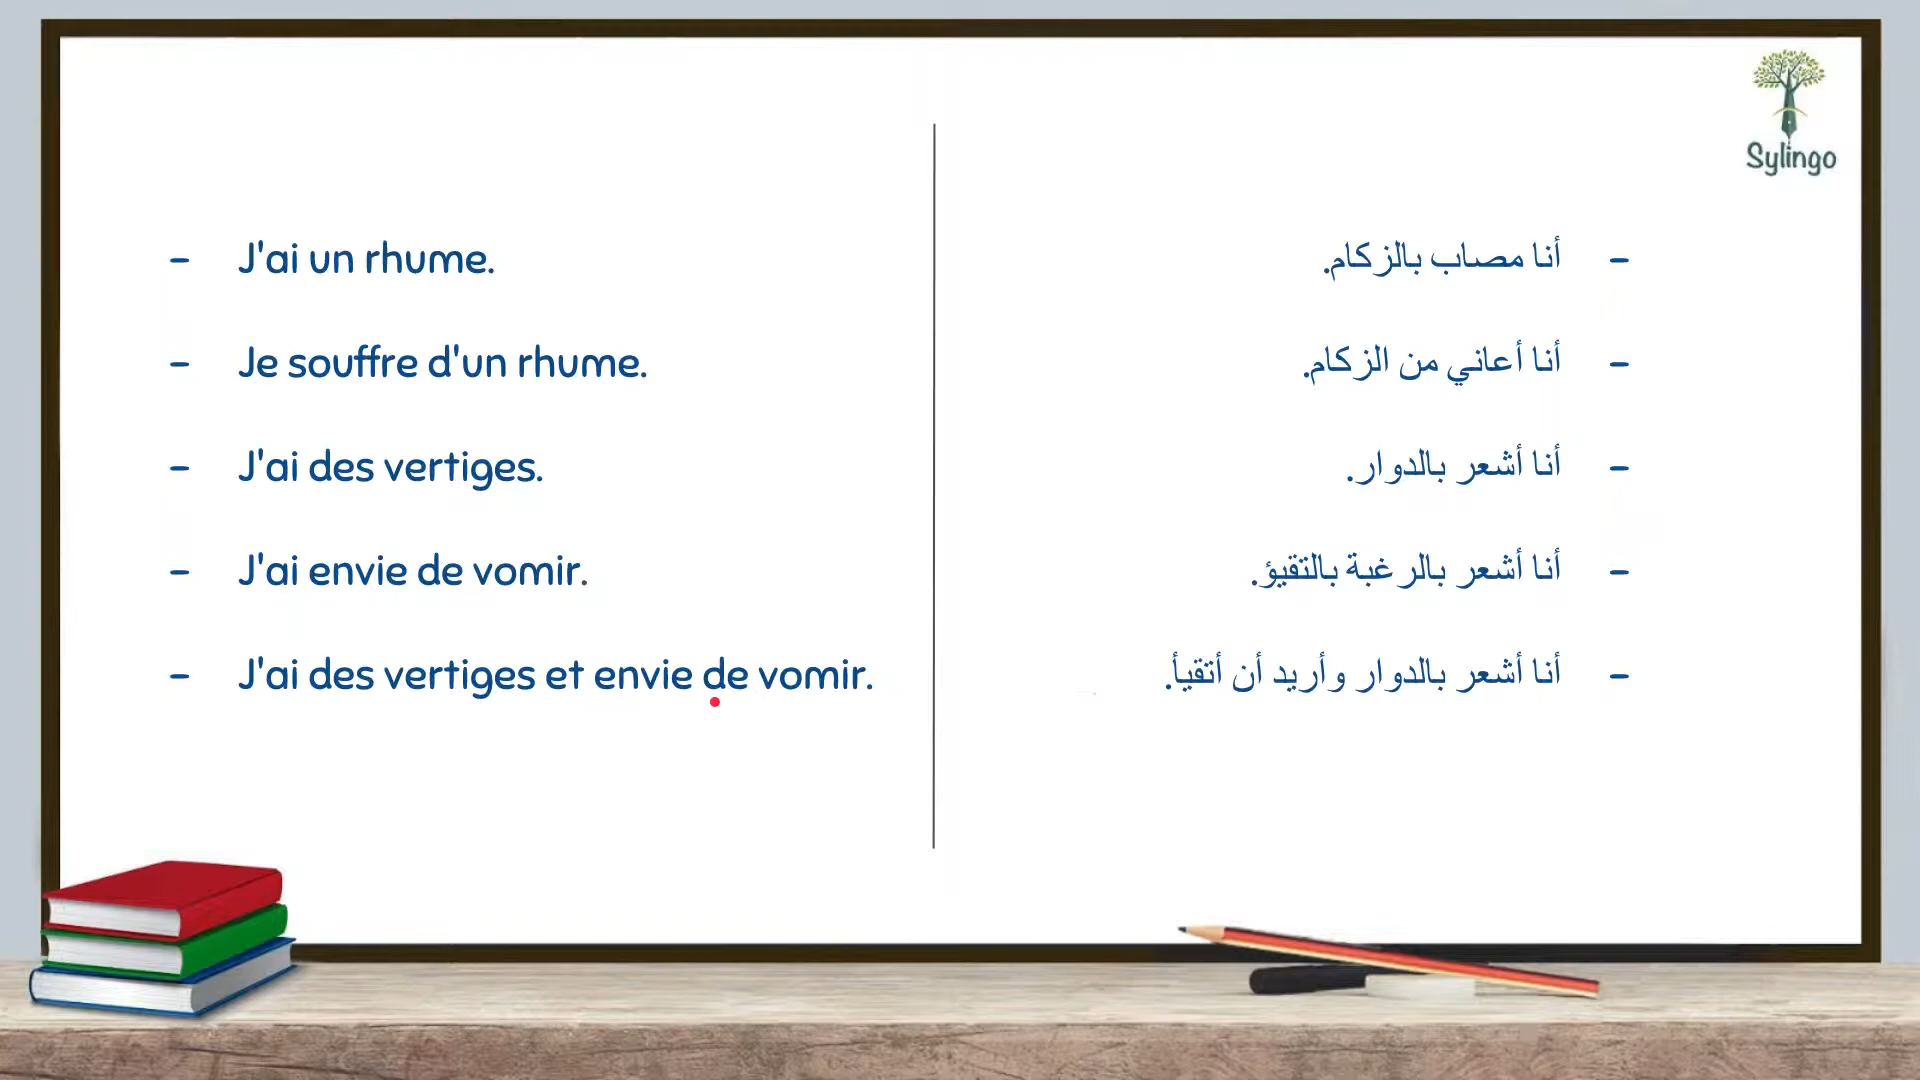 Sylingo
- J'ai un rhume.
- أنا مصاب بالزكام.
- Je souffre d'un rhume.
- أنا أعاني من الزكام.
- J'ai des vertiges.
- أنا أشعر بالدوار.
- J'ai envie de vomir.
- أنا أشعر بالرغبة بالتقيؤ.
- J'ai des vertiges et envie de vomir.
- أنا أشعر بالدوار وأريد أن أتقيأ.